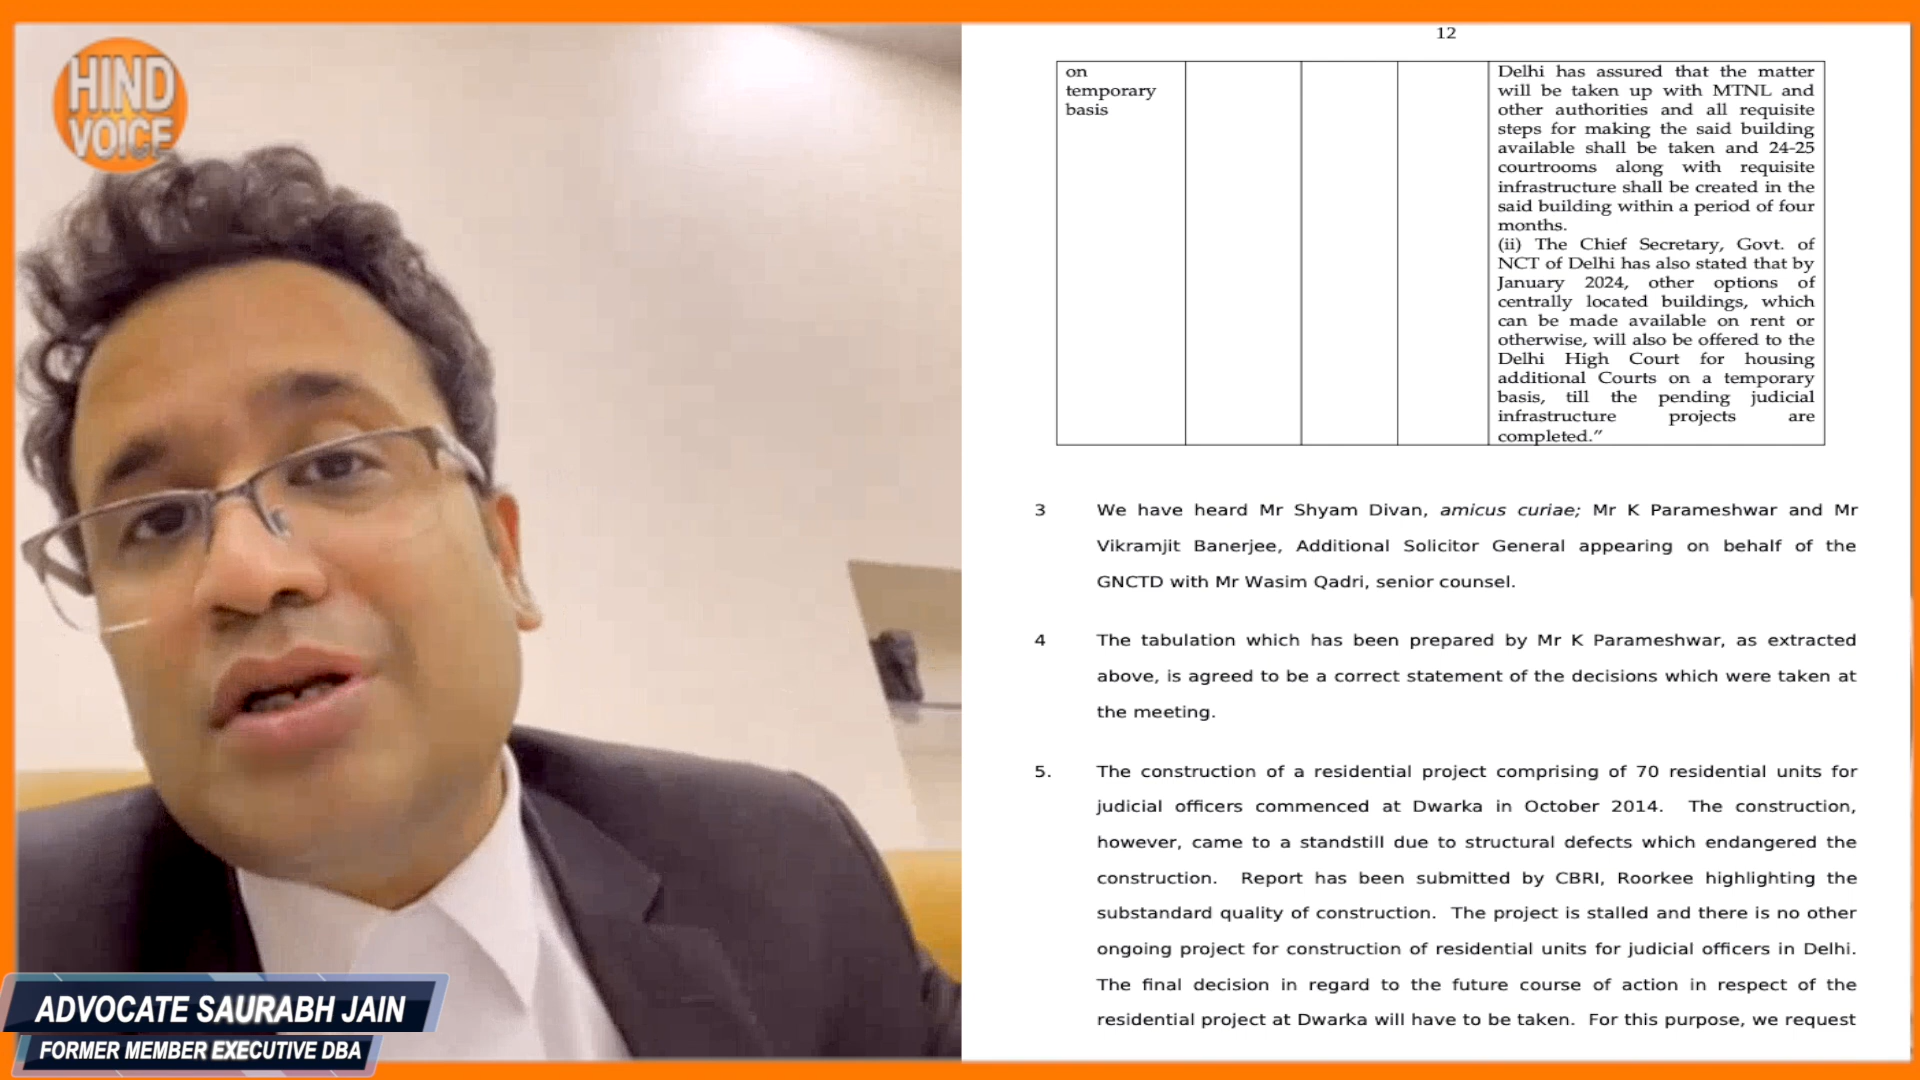 HIND
VOICE
ADVOCATE SAURABH JAIN
FORMER MEMBER EXECUTIVE DBA
12
on
temporary
basis
Delhi has assured that the matter
will be taken up with MTNL and
other authorities and all requisite
steps for making the said building
available shall be taken and 24-25
courtrooms along with requisite
infrastructure shall be created in the
said building within a period of four
months.
(ii) The Chief Secretary, Govt. of
NCT of Delhi has also stated that by
January 2024, other options of
centrally located buildings, which
can be made available on rent or
otherwise, will also be offered to the
Delhi High Court for housing
additional Courts on a temporary
basis, till the pending judicial
infrastructure projects are
completed.”
3 We have heard Mr Shyam Divan, amicus curiae; Mr K Parameshwar and Mr
Vikramjit Banerjee, Additional Solicitor General appearing on behalf of the
GNCTD with Mr Wasim Qadri, senior counsel.
4 The tabulation which has been prepared by Mr K Parameshwar, as extracted
above, is agreed to be a correct statement of the decisions which were taken at
the meeting.
5. The construction of a residential project comprising of 70 residential units for
judicial officers commenced at Dwarka in October 2014. The construction,
however, came to a standstill due to structural defects which endangered the
construction. Report has been submitted by CBRI, Roorkee highlighting the
substandard quality of construction. The project is stalled and there is no other
ongoing project for construction of residential units for judicial officers in Delhi.
The final decision in regard to the future course of action in respect of the
residential project at Dwarka will have to be taken. For this purpose, we request